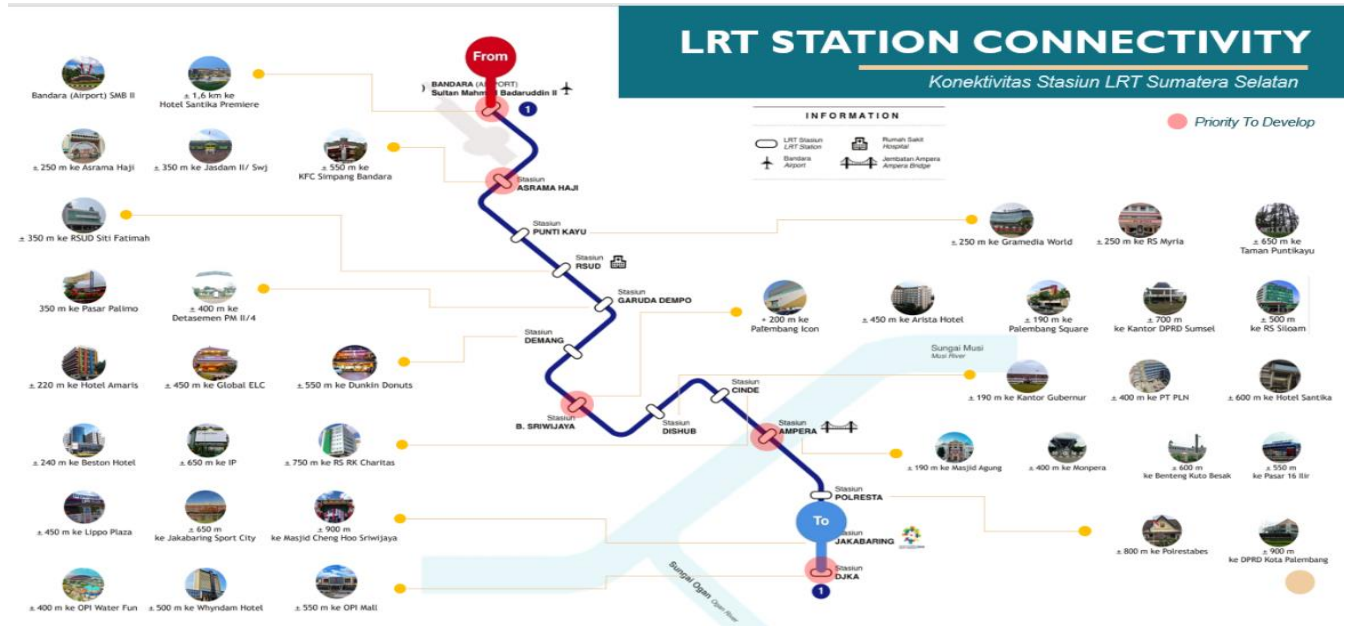 LRT STATION CONNECTIVITY
Konektivitas Stasiun LRT Sumatera Selatan
Priority To Develop
INFORMATION
LRT Stasiun
LRT Station
Rumah Sakit
Hospital
Bandara
Airport
Jembatan Ampera
Ampera Bridge
From
BANDARA (AIRPORT)
Sultan Mahmud Badaruddin II
1
Bandara (Airport) SMB II
± 1,6 km ke
Hotel Santika Premiere
± 250 m ke Asrama Haji
± 350 m ke Jasdam II/ Swj
± 550 m ke
KFC Simpang Bandara
Stasiun
ASRAMA HAJI
Stasiun
PUNTI KAYU
± 250 m ke Gramedia World
± 250 m ke RS Myria
± 650 m ke
Taman Puntikayu
± 350 m ke RSUD Siti Fatimah
Stasiun
RSUD
350 m ke Pasar Palimo
± 400 m ke
Detasemen PM II/4
Stasiun
GARUDA DEMPO
+ 200 m ke
Palembang Icon
± 450 m ke Arista Hotel
± 190 m ke
Palembang Square
± 700 m
ke Kantor DPRD Sumsel
± 500 m
ke RS Siloam
Stasiun
DEMANG
Sungai Musi
Musi River
± 220 m ke Hotel Amaris
± 450 m ke Global ELC
± 550 m ke Dunkin Donuts
Stasiun
CINDE
± 190 m ke Kantor Gubernur
± 400 m ke PT PLN
± 600 m ke Hotel Santika
Stasiun
B. SRIWIJAYA
Stasiun
DISHUB
Stasiun
AMPERA
± 240 m ke Beston Hotel
± 650 m ke IP
± 750 m ke RS RK Charitas
± 190 m ke Masjid Agung
± 400 m ke Monpera
± 600 m
ke Benteng Kuto Besak
± 550 m
ke Pasar 16 Ilir
Stasiun
POLRESTA
± 450 m ke Lippo Plaza
± 650 m
ke Jakabaring Sport City
± 900 m
ke Masjid Cheng Hoo Sriwijaya
To
Stasiun
JAKABARING
± 800 m ke Polrestabes
± 900 m
ke DPRD Kota Palembang
Stasiun
DJKA
1
Sungai Ogan
± 400 m ke OPI Water Fun
± 500 m ke Whyndam Hotel
± 550 m ke OPI Mall